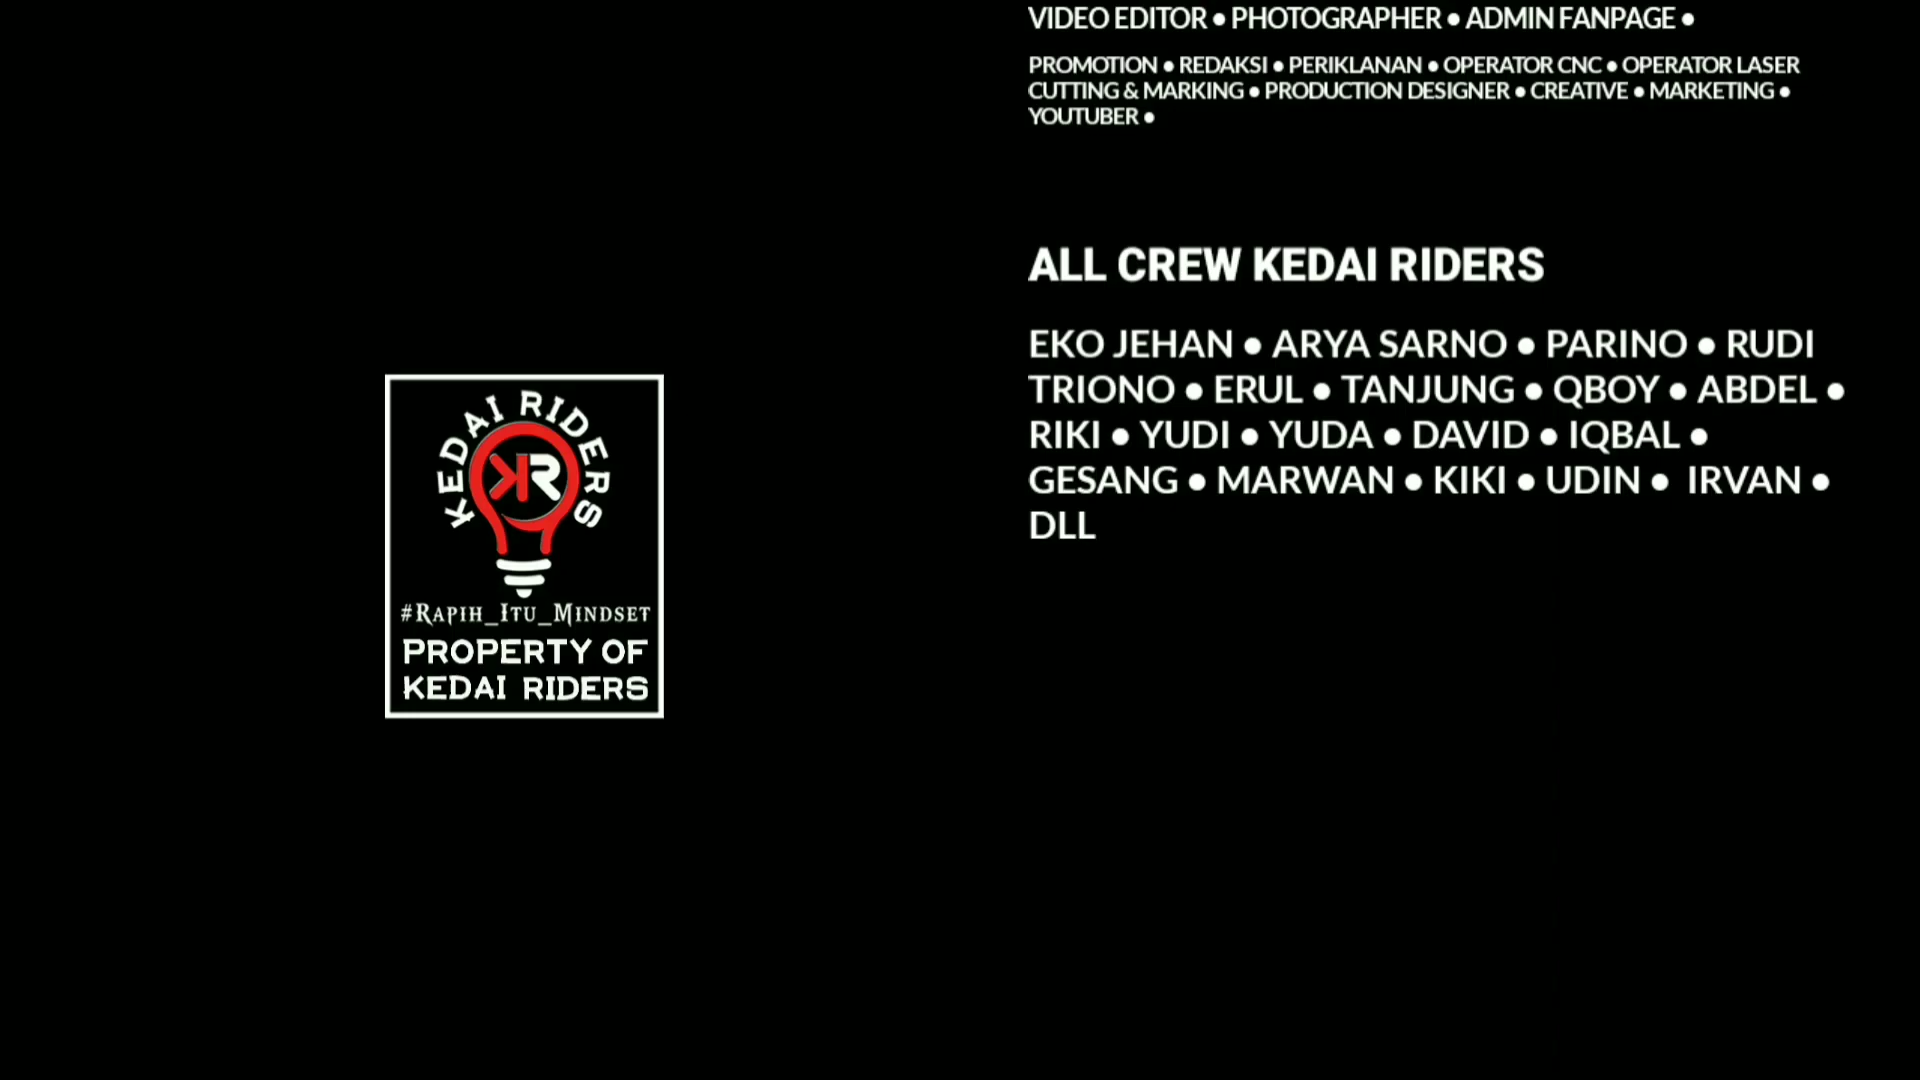 KEDAI RIDERS
KR
#RAPIH_ITU_MINDSET
PROPERTY OF
KEDAI RIDERS
VIDEO EDITOR ● PHOTOGRAPHER ● ADMIN FANPAGE ●
PROMOTION ● REDAKSI ● PERIKLANAN ● OPERATOR CNC ● OPERATOR LASER
CUTTING & MARKING ● PRODUCTION DESIGNER ● CREATIVE ● MARKETING ●
YOUTUBER ●
ALL CREW KEDAI RIDERS
EKO JEHAN ● ARYA SARNO ● PARINO ● RUDI
TRIONO ● ERUL ● TANJUNG ● QBOY ● ABDEL ●
RIKI ● YUDI ● YUDA ● DAVID ● IQBAL ●
GESANG ● MARWAN ● KIKI ● UDIN ● IRVAN ●
DLL